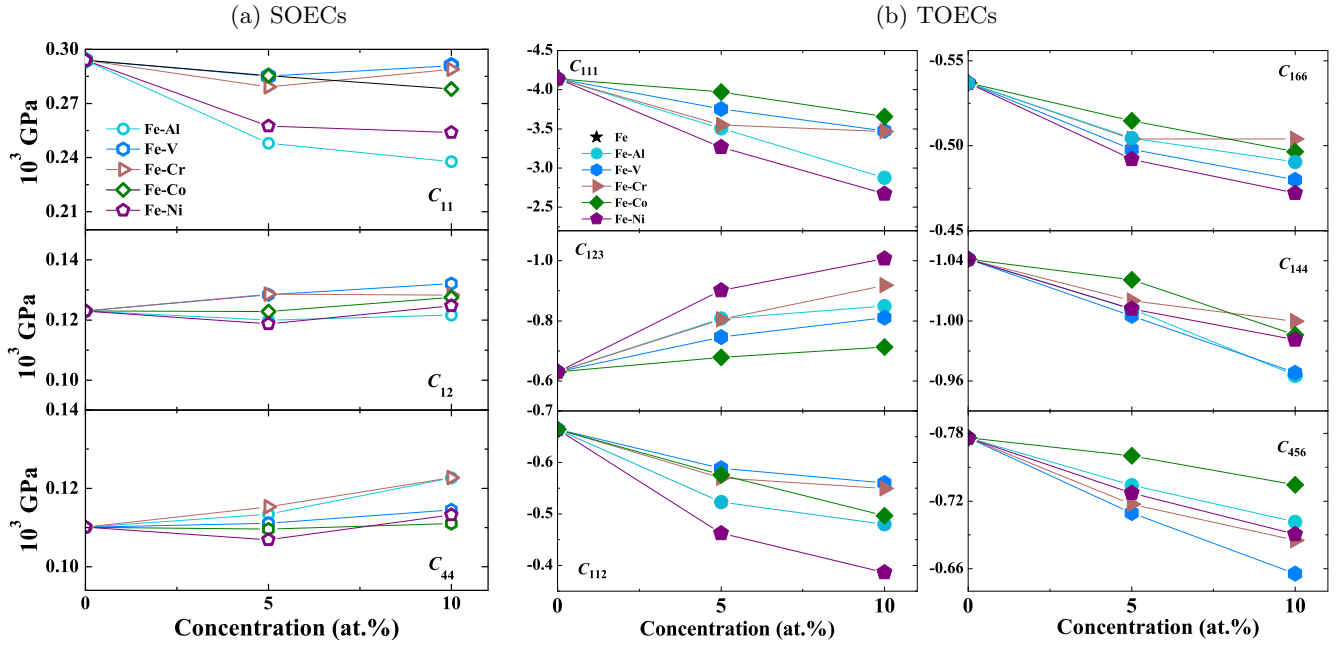 (a) SOECs
(b) TOECs
0.30
0.27
0.24
0.21
10³ GPa
Fe-Al
Fe-V
Fe-Cr
Fe-Co
Fe-Ni
C₁₁
0.14
0.12
0.10
10³ GPa
C₁₂
0.14
0.12
0.10
10³ GPa
C₄₄
0
5
10
Concentration (at.%)
-4.5
-4.0
-3.5
-3.0
-2.5
C₁₁₁
Fe
Fe-Al
Fe-V
Fe-Cr
Fe-Co
Fe-Ni
-1.0
-0.8
-0.6
C₁₂₃
-0.7
-0.6
-0.5
-0.4
C₁₁₂
0
5
10
Concentration (at.%)
-0.55
-0.50
-0.45
C₁₆₆
-1.04
-1.00
-0.96
C₁₄₄
-0.78
-0.72
-0.66
C₄₅₆
0
5
10
Concentration (at.%)